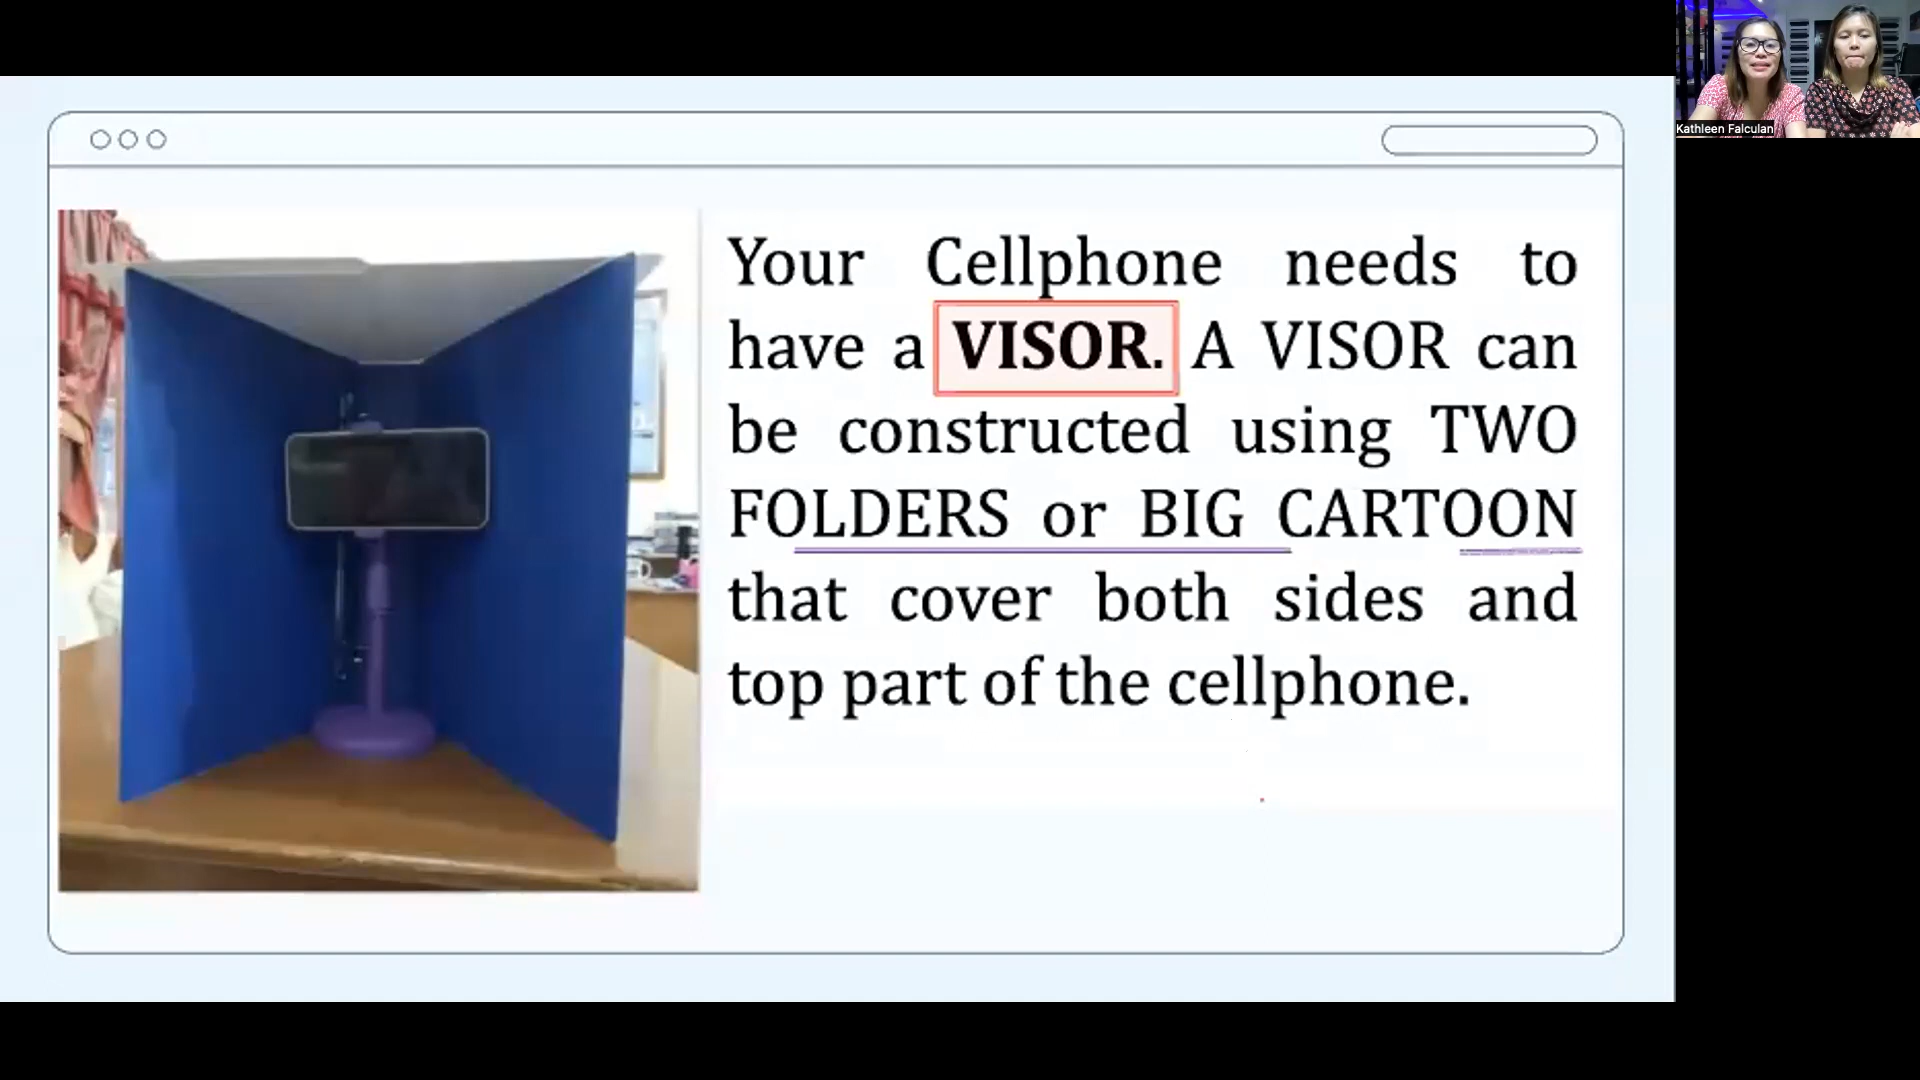 Kathleen Falculan
Your Cellphone needs to
have a VISOR. A VISOR can
be constructed using TWO
FOLDERS or BIG CARTOON
that cover both sides and
top part of the cellphone.